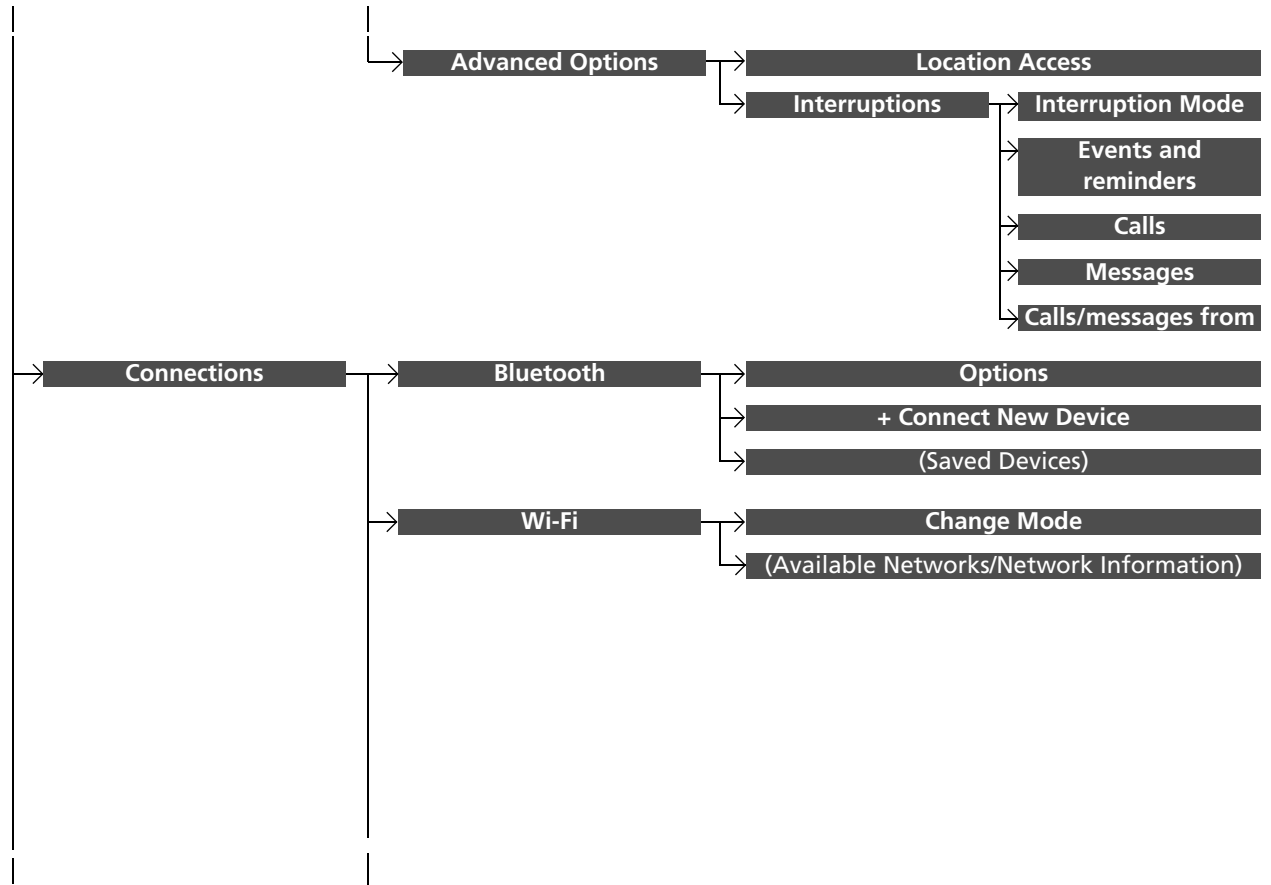 Advanced Options
Location Access
Interruptions
Interruption Mode
Events and
reminders
Calls
Messages
Calls/messages from
Connections
Bluetooth
Options
+ Connect New Device
(Saved Devices)
Wi-Fi
Change Mode
(Available Networks/Network Information)